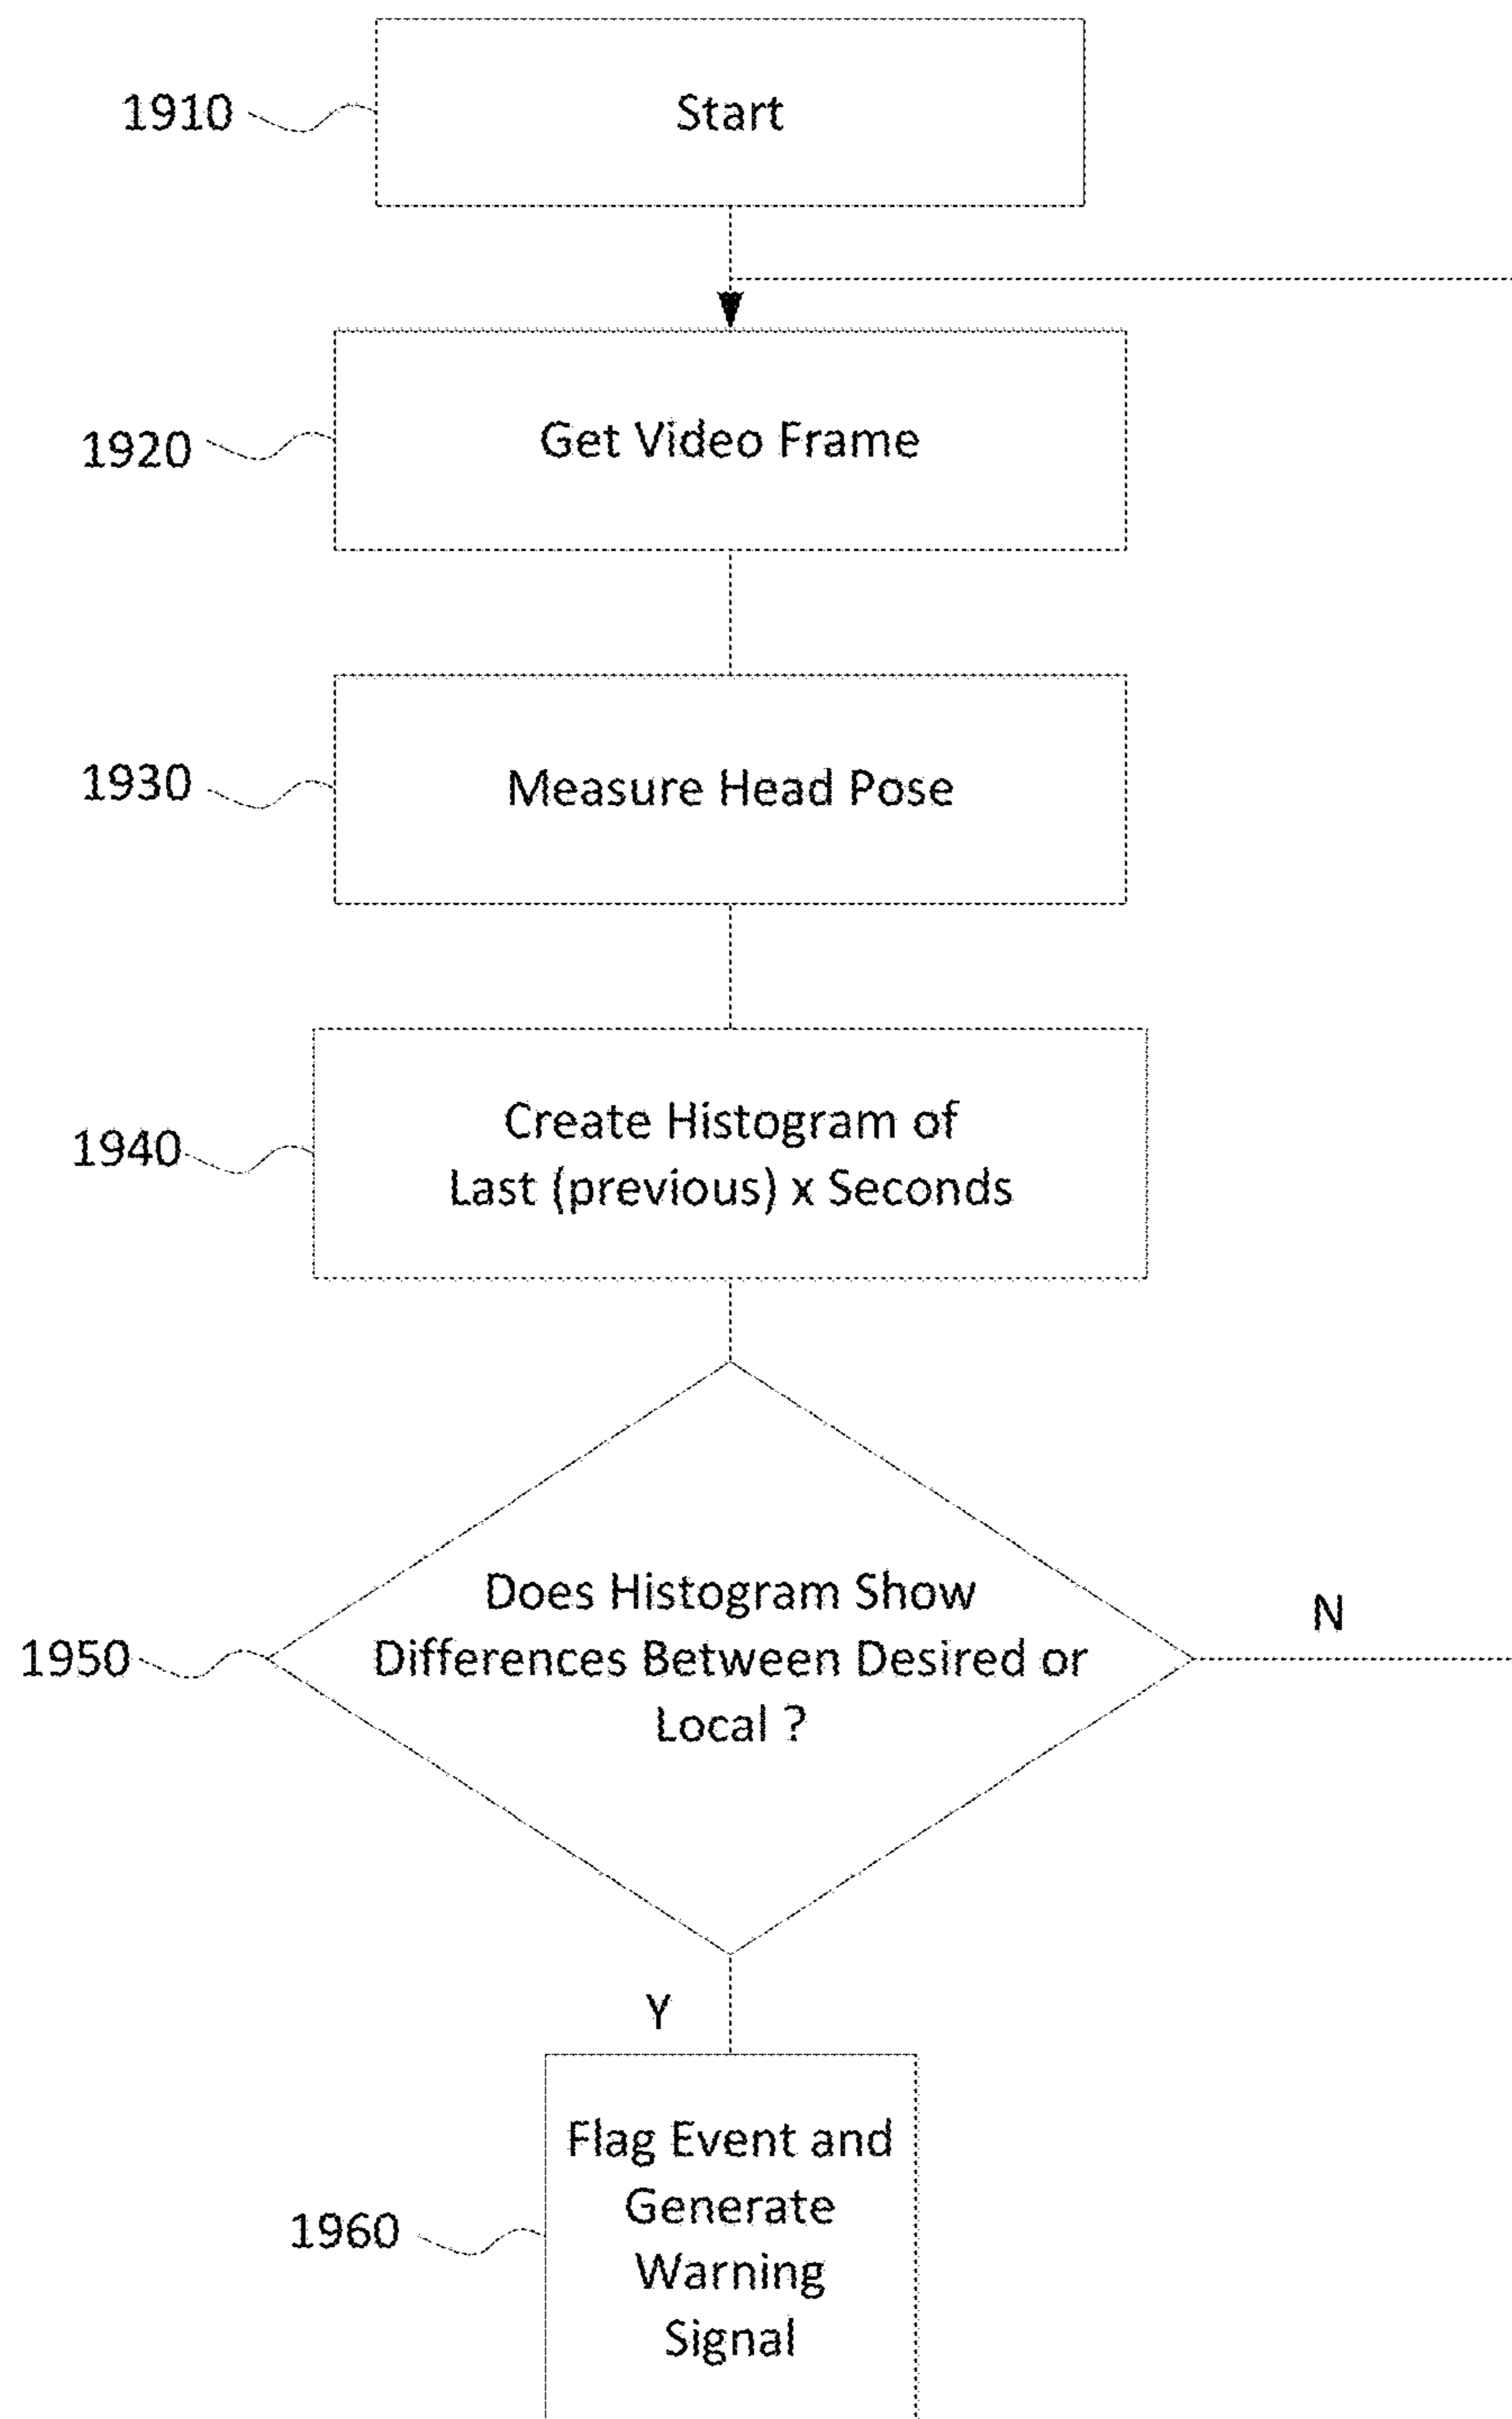 1910
Start
1920
Get Video Frame
1930
Measure Head Pose
1940
Create Histogram of
Last (previous) x Seconds
1950
Does Histogram Show
Differences Between Desired or
Local ?
N
Y
1960
Flag Event and
Generate
Warning
Signal